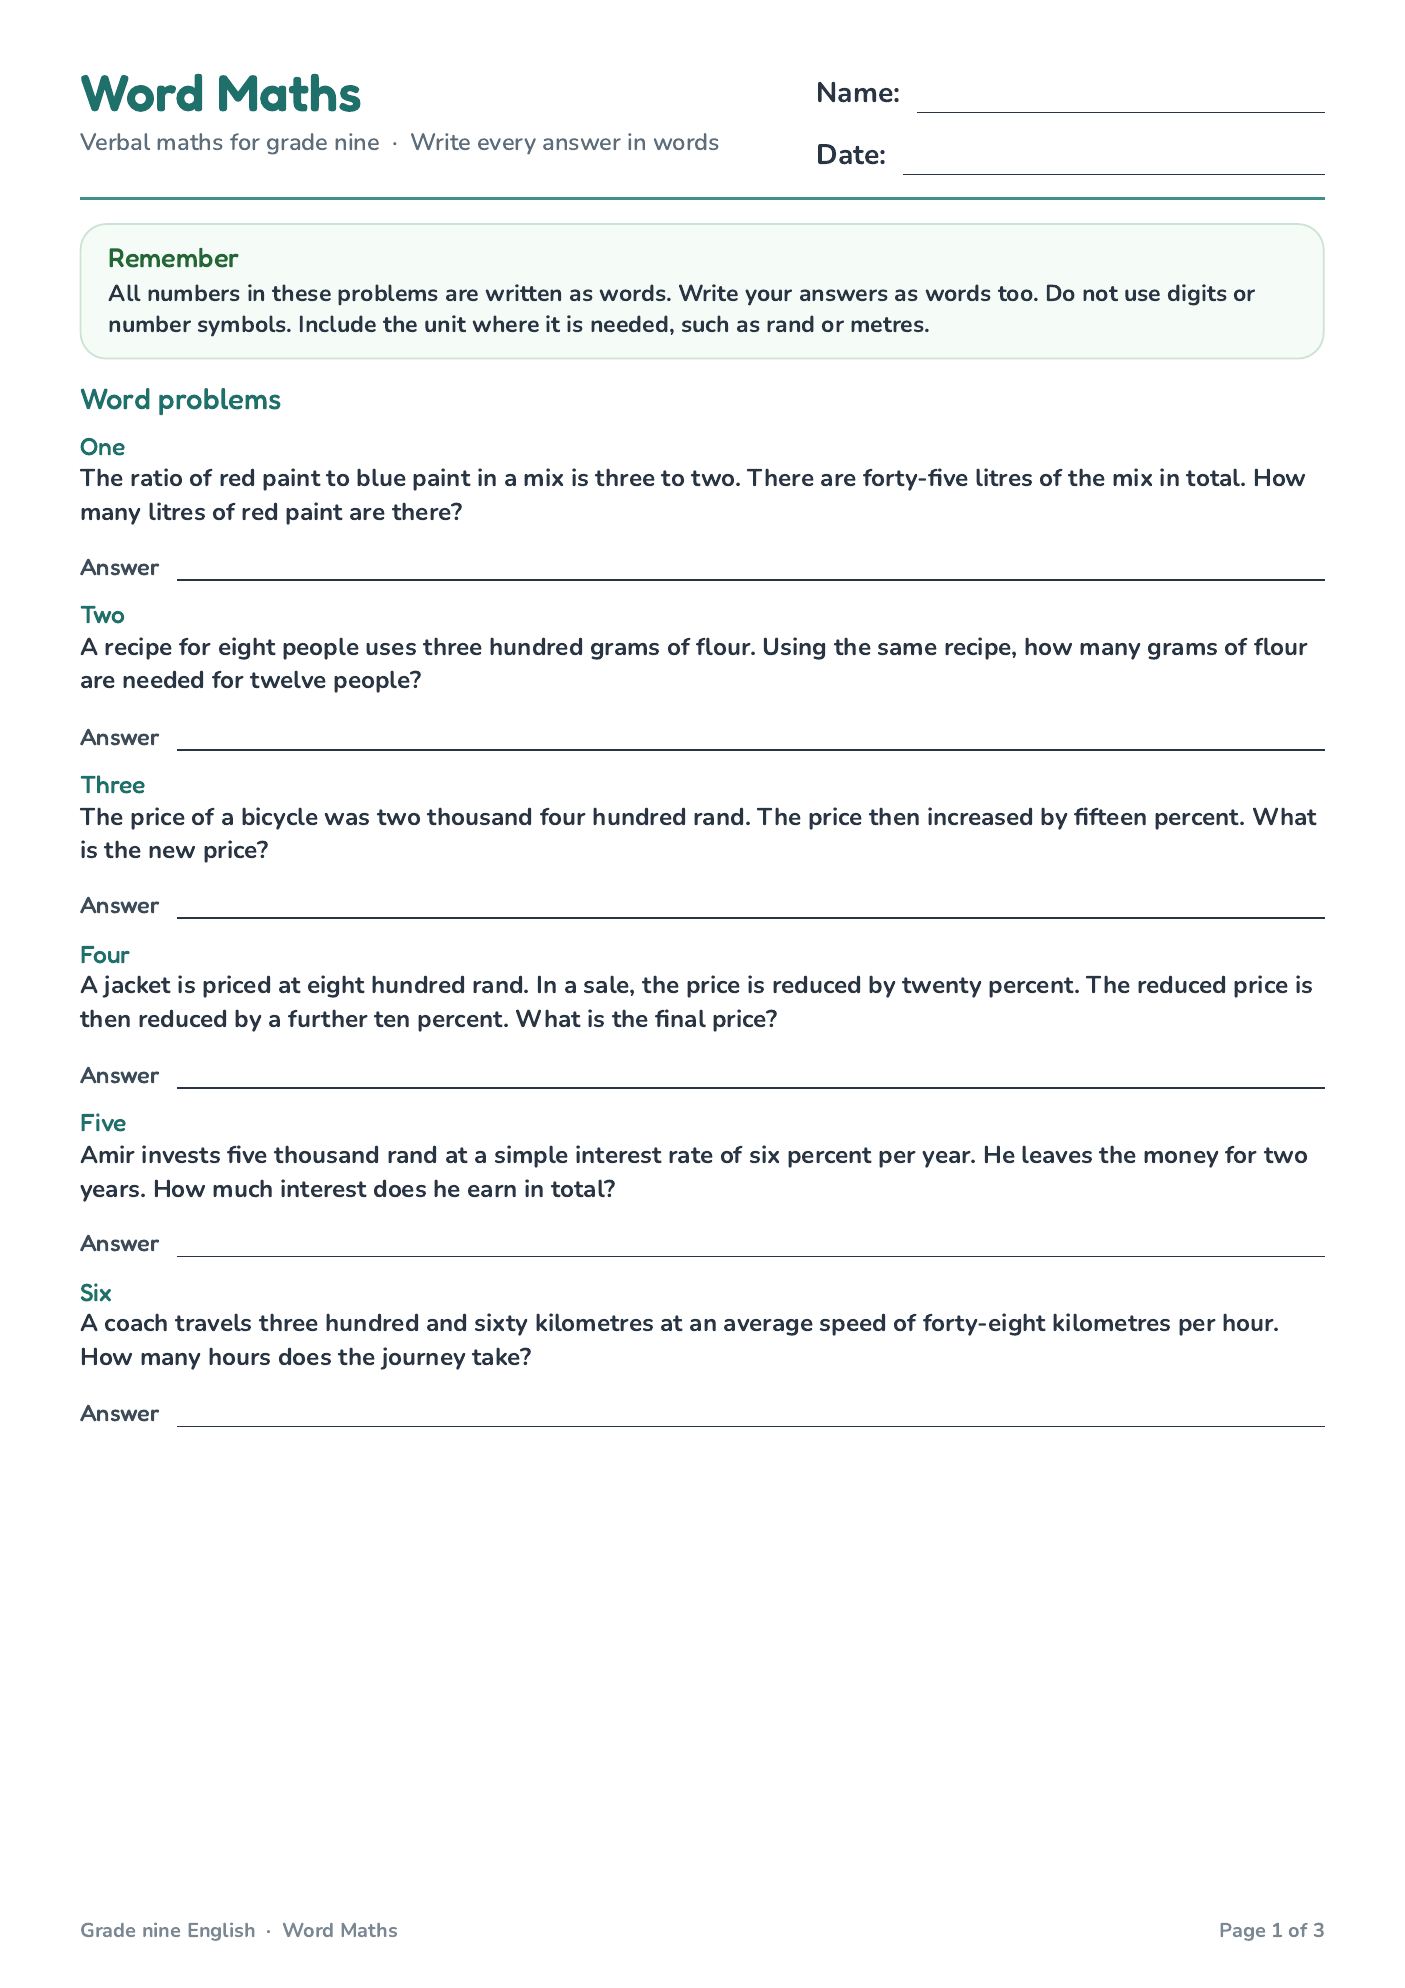 Word Maths
Verbal maths for grade nine · Write every answer in words
Name:
Date:
Remember
All numbers in these problems are written as words. Write your answers as words too. Do not use digits or
number symbols. Include the unit where it is needed, such as rand or metres.
Word problems
One
The ratio of red paint to blue paint in a mix is three to two. There are forty-five litres of the mix in total. How
many litres of red paint are there?
Answer
Two
A recipe for eight people uses three hundred grams of flour. Using the same recipe, how many grams of flour
are needed for twelve people?
Answer
Three
The price of a bicycle was two thousand four hundred rand. The price then increased by fifteen percent. What
is the new price?
Answer
Four
A jacket is priced at eight hundred rand. In a sale, the price is reduced by twenty percent. The reduced price is
then reduced by a further ten percent. What is the final price?
Answer
Five
Amir invests five thousand rand at a simple interest rate of six percent per year. He leaves the money for two
years. How much interest does he earn in total?
Answer
Six
A coach travels three hundred and sixty kilometres at an average speed of forty-eight kilometres per hour.
How many hours does the journey take?
Answer
Grade nine English · Word Maths
Page 1 of 3